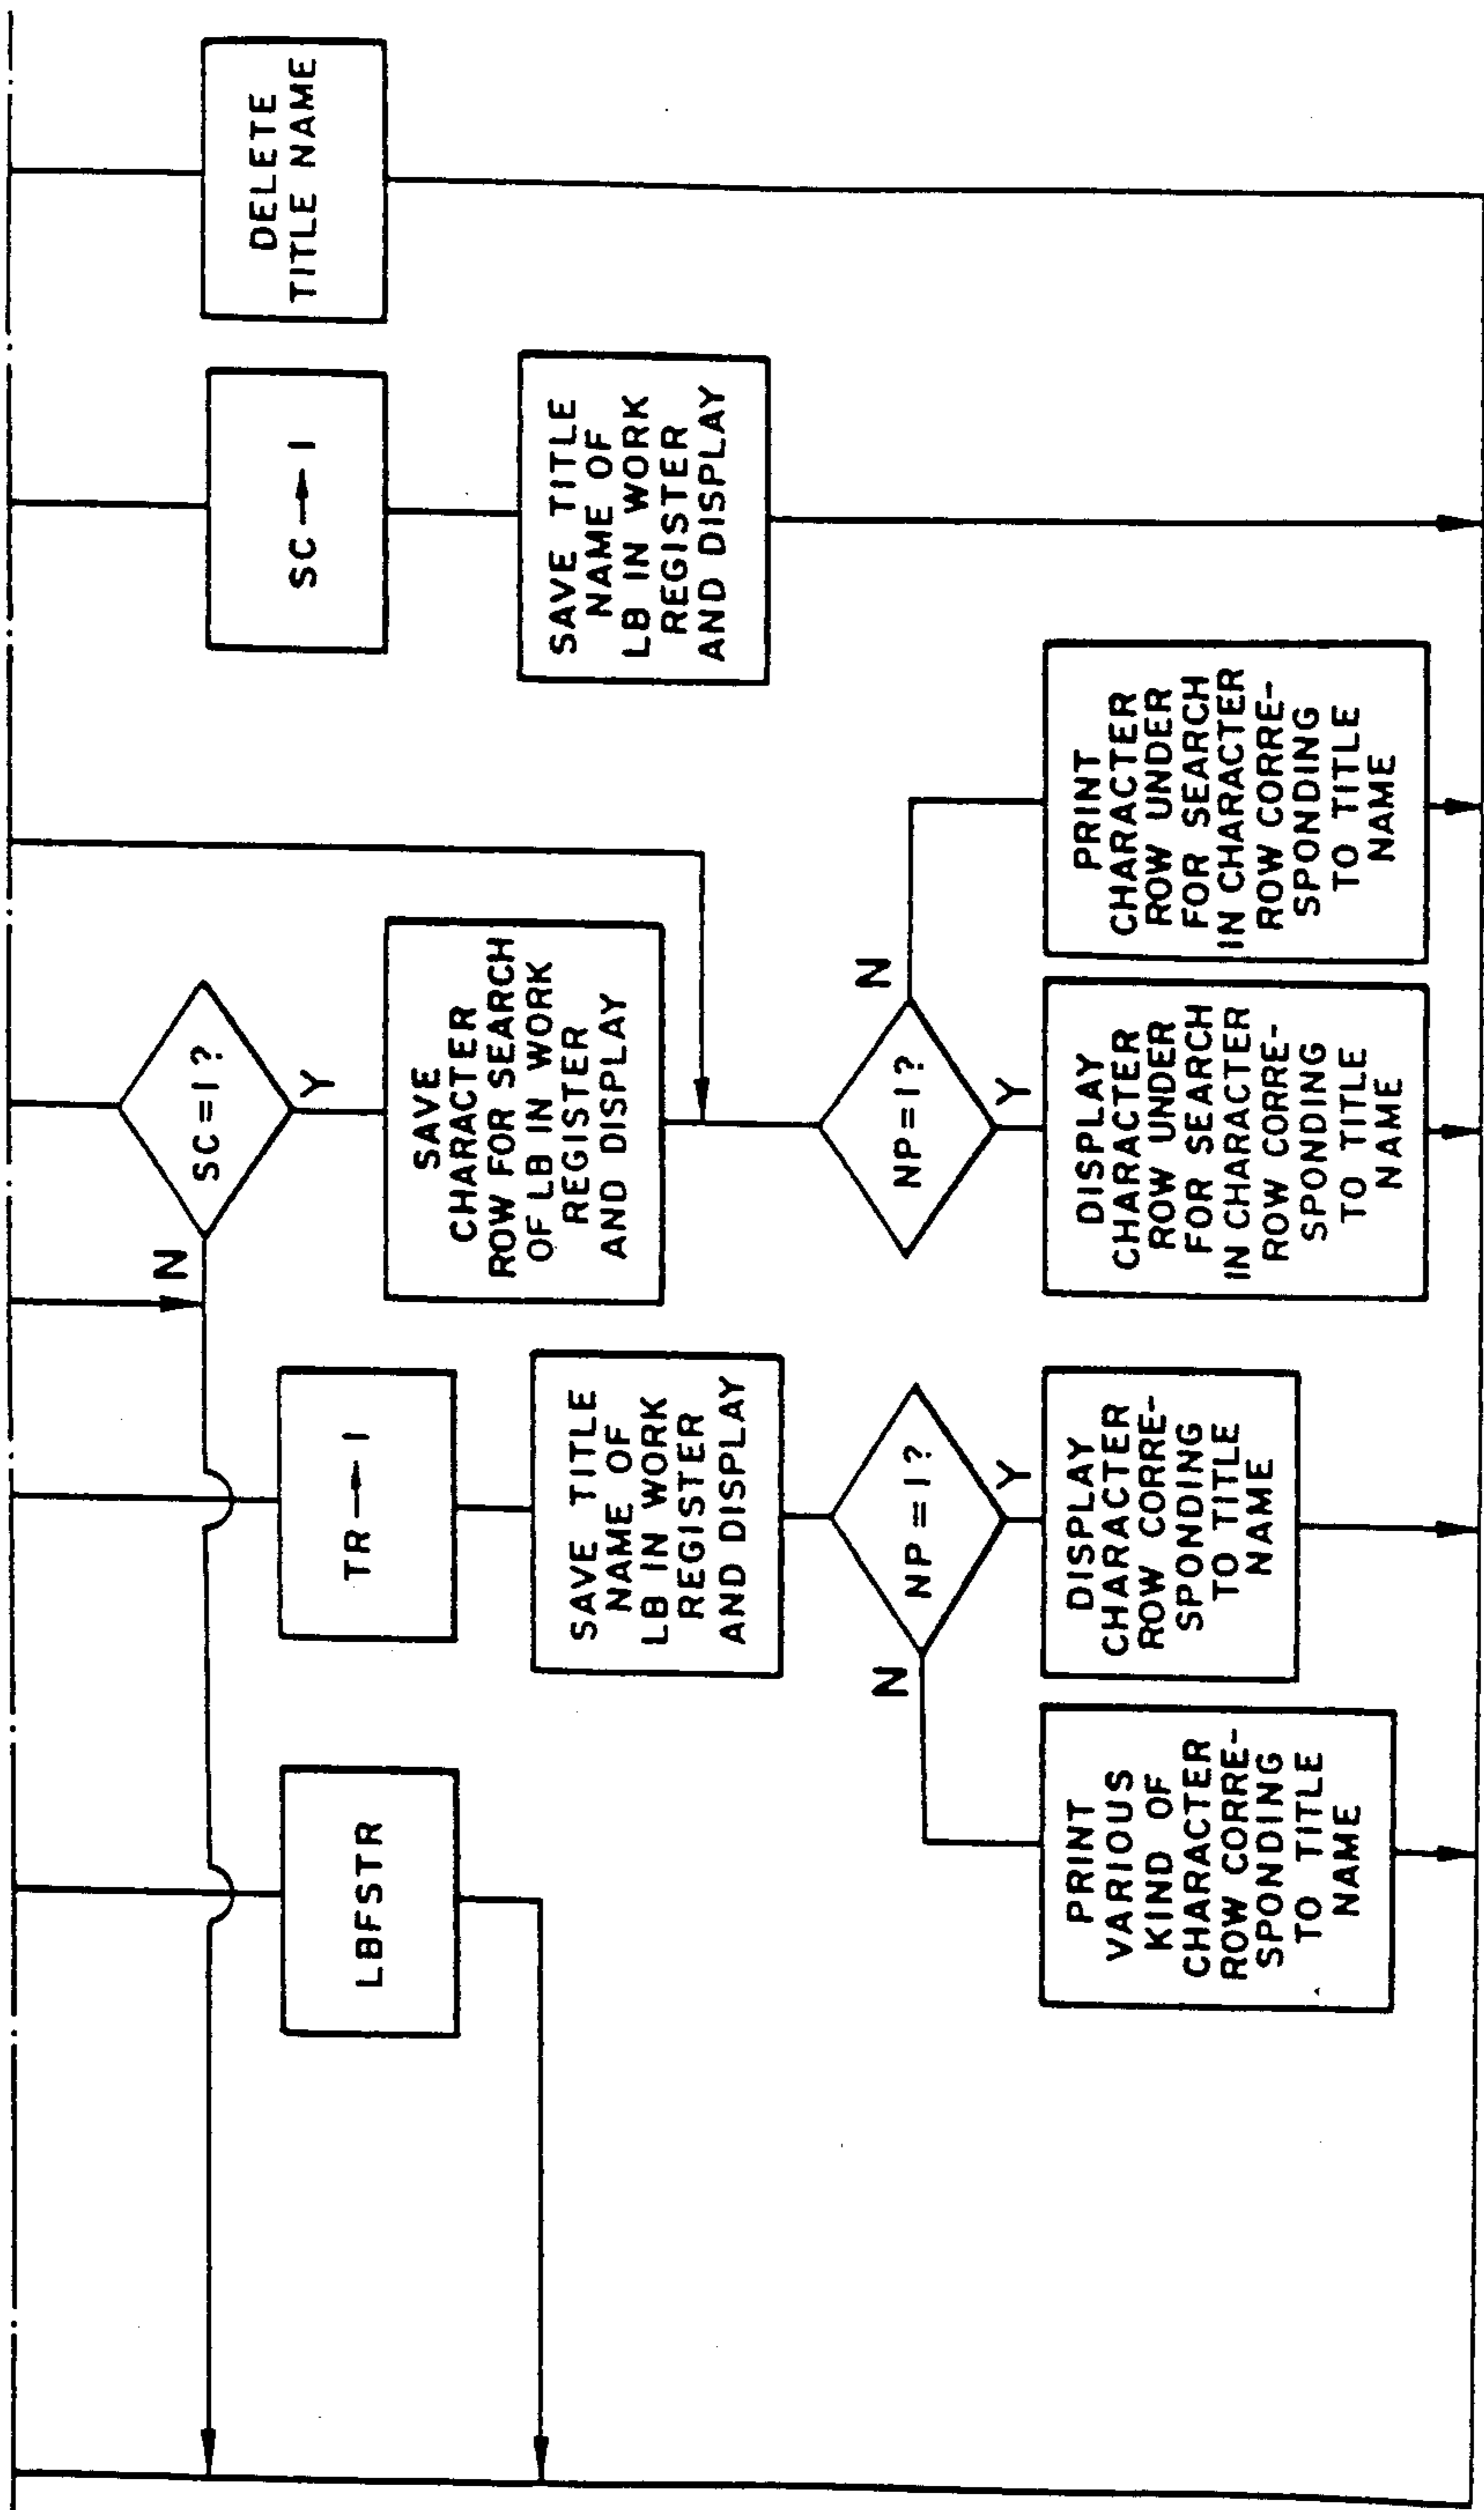 N
SC=1?
Y
LBFSTR
TR→1
SC→1
DELETE
TITLE NAME
SAVE TITLE
NAME OF
LB IN WORK
REGISTER
AND DISPLAY
SAVE
CHARACTER
ROW FOR SEARCH
OF LB IN WORK
REGISTER
AND DISPLAY
SAVE TITLE
NAME OF
LB IN WORK
REGISTER
AND DISPLAY
N
NP=1?
Y
NP=1?
N
Y
PRINT
VARIOUS
KIND OF
CHARACTER
ROW CORRE-
SPONDING
TO TITLE
NAME
DISPLAY
CHARACTER
ROW CORRE-
SPONDING
TO TITLE
NAME
DISPLAY
CHARACTER
ROW UNDER
FOR SEARCH
IN CHARACTER
ROW CORRE-
SPONDING
TO TITLE
NAME
PRINT
CHARACTER
ROW UNDER
FOR SEARCH
IN CHARACTER
ROW CORRE-
SPONDING
TO TITLE
NAME